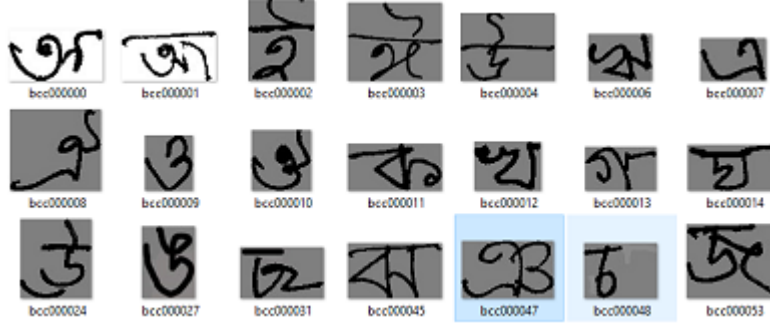 অ আ ই ঈ উ ঋ এ
bcc000000 bcc000001 bcc000002 bcc000003 bcc000004 bcc000006 bcc000007
ঐ ও ঔ ক খ গ ঘ
bcc000008 bcc000009 bcc000010 bcc000011 bcc000012 bcc000013 bcc000014
ঙ ঝ ঞ চ
bcc000024 bcc000027 bcc000031 bcc000045 bcc000047 bcc000048 bcc000053